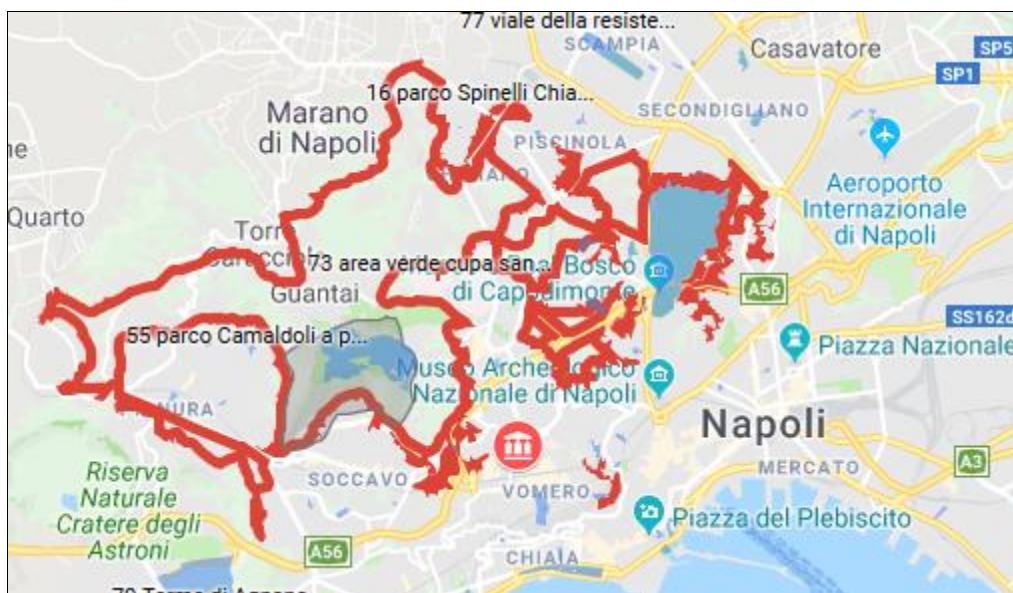 77 viale della resiste...
SCAMPIA
Casavatore
SP5
SP1
16 parco Spinelli Chia...
SECONDIGLIANO
Marano
di Napoli
PISCINOLA
Aeroporto
Internazionale
di Napoli
Quarto
73 area verde cupa san...
Bosco
di Capodimonte
Guantai
A56
SS162d
55 parco Camaldoli a p...
Piazza Nazionale
Museo Archeologico
Nazionale di Napoli
Napoli
Riserva
Naturale
Cratere degli
Astroni
SOCCAVO
VOMERO
MERCATO
A3
Piazza del Plebiscito
A56
CHIAIA